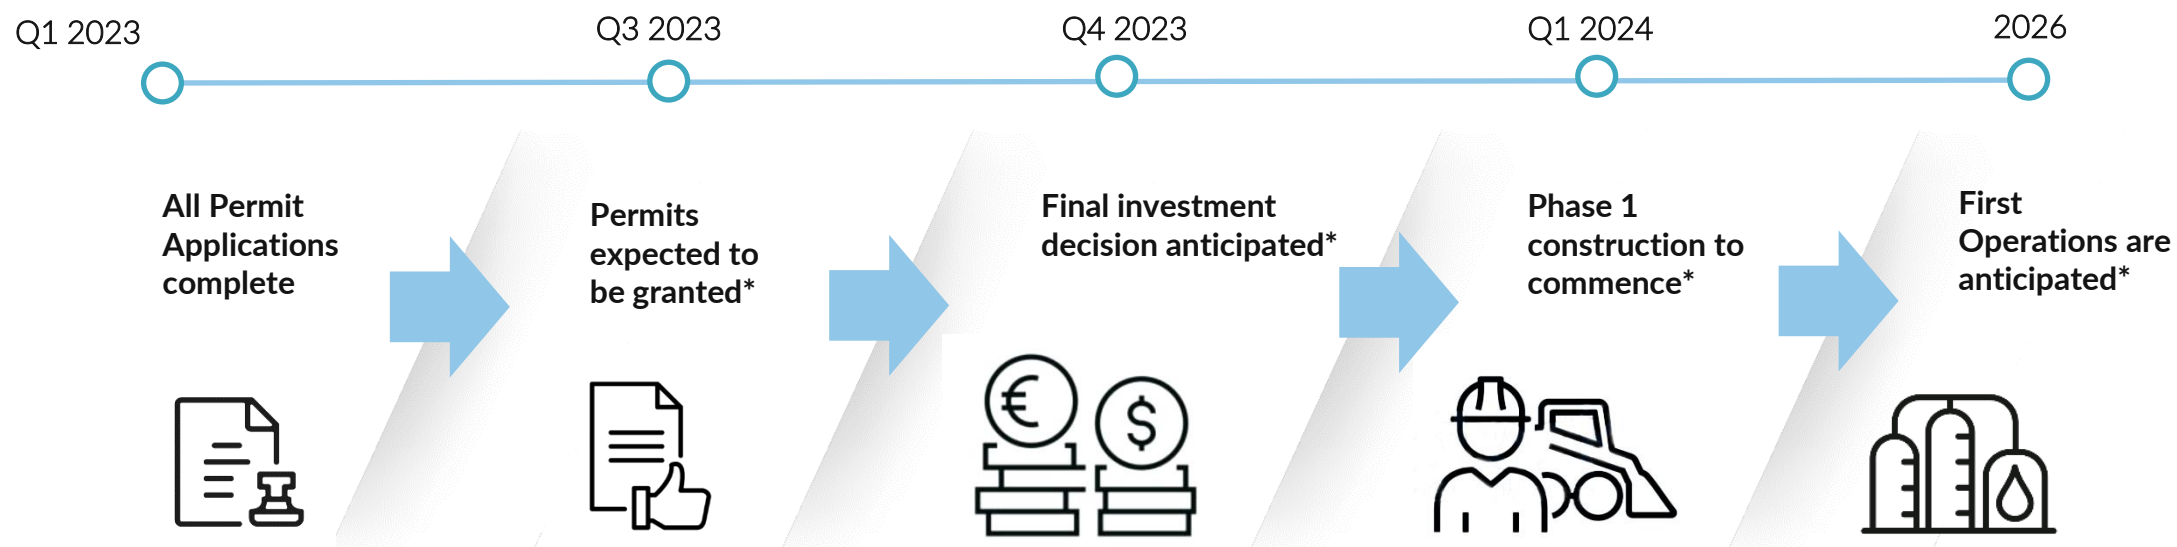 Q1 2023
Q3 2023
Q4 2023
Q1 2024
2026
All Permit
Applications
complete
Permits
expected to
be granted*
Final investment
decision anticipated*
Phase 1
construction to
commence*
First
Operations are
anticipated*
€
$